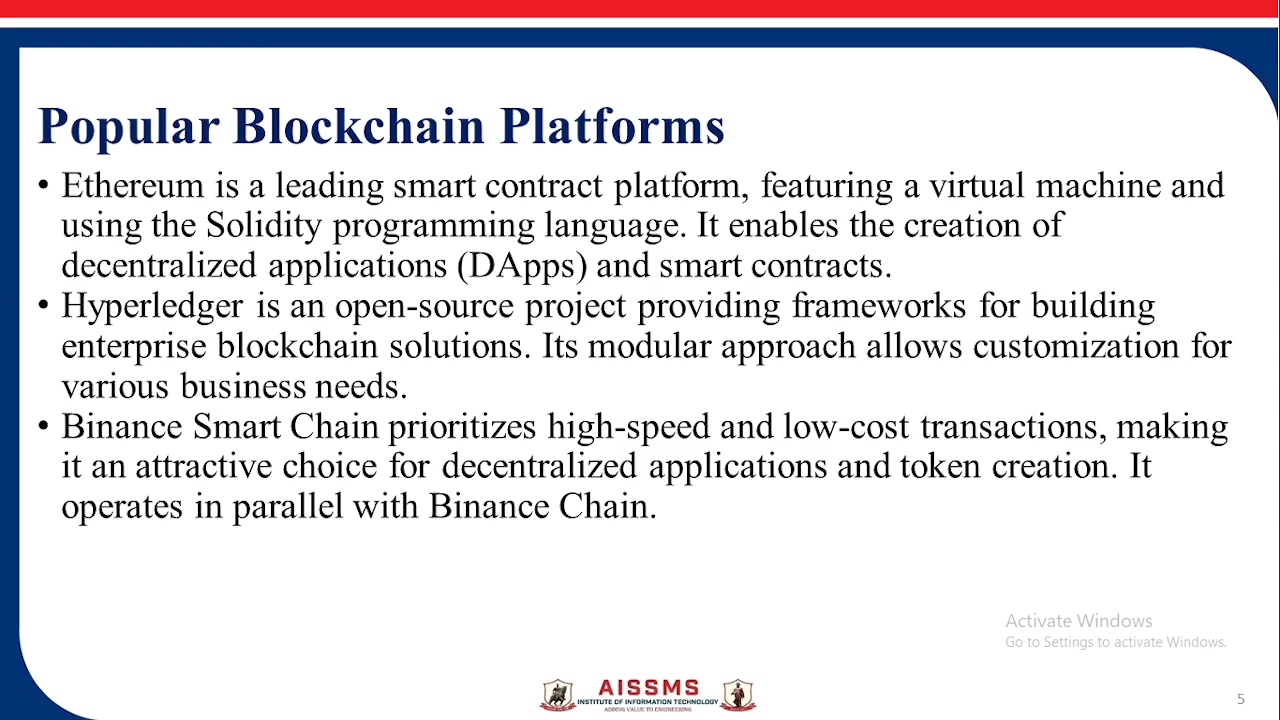 Popular Blockchain Platforms
• Ethereum is a leading smart contract platform, featuring a virtual machine and
using the Solidity programming language. It enables the creation of
decentralized applications (DApps) and smart contracts.
• Hyperledger is an open-source project providing frameworks for building
enterprise blockchain solutions. Its modular approach allows customization for
various business needs.
• Binance Smart Chain prioritizes high-speed and low-cost transactions, making
it an attractive choice for decentralized applications and token creation. It
operates in parallel with Binance Chain.
Activate Windows
Go to Settings to activate Windows.
AISSMS
INSTITUTE OF INFORMATION TECHNOLOGY
ADDING VALUE TO ENGINEERING
5